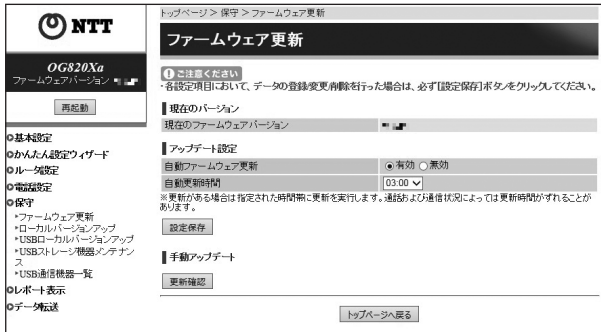 NTT
OG820Xa
ファームウェアバージョン
再起動
基本設定
かんたん設定ウィザード
ルータ設定
電話設定
保守
ファームウェア更新
ローカルバージョンアップ
USBローカルバージョンアップ
USBストレージ機器メンテナン
ス
USB通信機器一覧
レポート表示
データ転送
トップページ > 保守 > ファームウェア更新
ファームウェア更新
ご注意ください
・各設定項目において、データの登録/変更/削除を行った場合は、必ず[設定保存]ボタンをクリックしてください。
現在のバージョン
現在のファームウェアバージョン
アップデート設定
自動ファームウェア更新 有効 無効
自動更新時間 03:00
※更新がある場合は指定された時間帯に更新を実行します。通話および通信状況によっては更新時間がずれることが
あります。
設定保存
手動アップデート
更新確認
トップページへ戻る